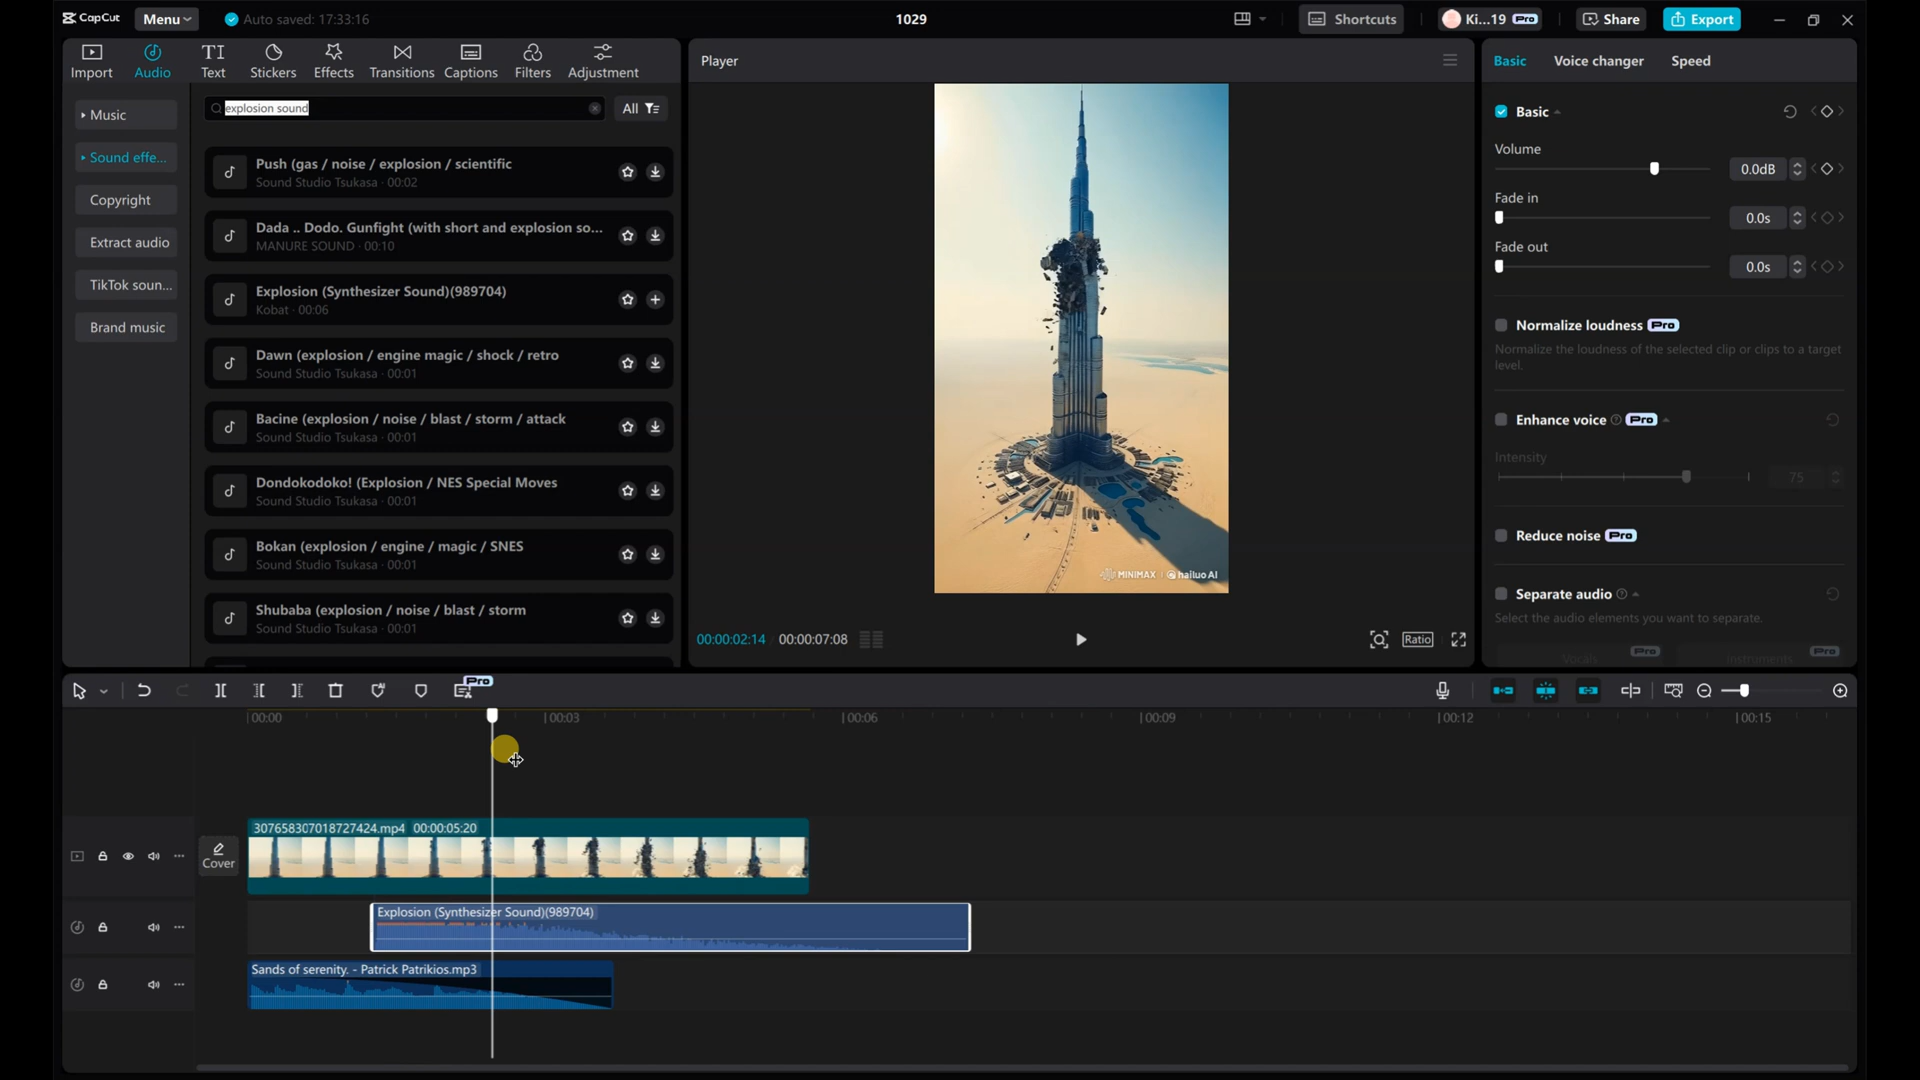 CapCut
Menu
Auto saved: 17:33:16
1029
Shortcuts
Ki...19 Pro
Share
Export
Import
Audio
TI
Text
Stickers
Effects
Transitions
Captions
Filters
Adjustment
Music
Sound effe...
Copyright
Extract audio
TikTok soun...
Brand music
explosion sound
All
Push (gas / noise / explosion / scientific
Sound Studio Tsukasa · 00:02
Dada .. Dodo. Gunfight (with short and explosion so...
MANURE SOUND · 00:10
Explosion (Synthesizer Sound)(989704)
Kobat · 00:06
Dawn (explosion / engine magic / shock / retro
Sound Studio Tsukasa · 00:01
Bacine (explosion / noise / blast / storm / attack
Sound Studio Tsukasa · 00:01
Dondokodoko! (Explosion / NES Special Moves
Sound Studio Tsukasa · 00:01
Bokan (explosion / engine / magic / SNES
Sound Studio Tsukasa · 00:01
Shubaba (explosion / noise / blast / storm
Sound Studio Tsukasa · 00:01
Player
MINIMAX | hailuo AI
00:00:02:14
00:00:07:08
Ratio
Basic
Voice changer
Speed
Basic
Volume
0.0dB
Fade in
0.0s
Fade out
0.0s
Normalize loudness Pro
Normalize the loudness of the selected clip or clips to a target
level.
Enhance voice Pro
Intensity
75
Reduce noise Pro
Separate audio
Select the audio elements you want to separate.
Vocals Pro
Instruments Pro
Pro
00:00
00:03
00:06
00:09
00:12
00:15
Cover
307658307018727424.mp4 00:00:05:20
Explosion (Synthesizer Sound)(989704)
Sands of serenity. - Patrick Patrikios.mp3